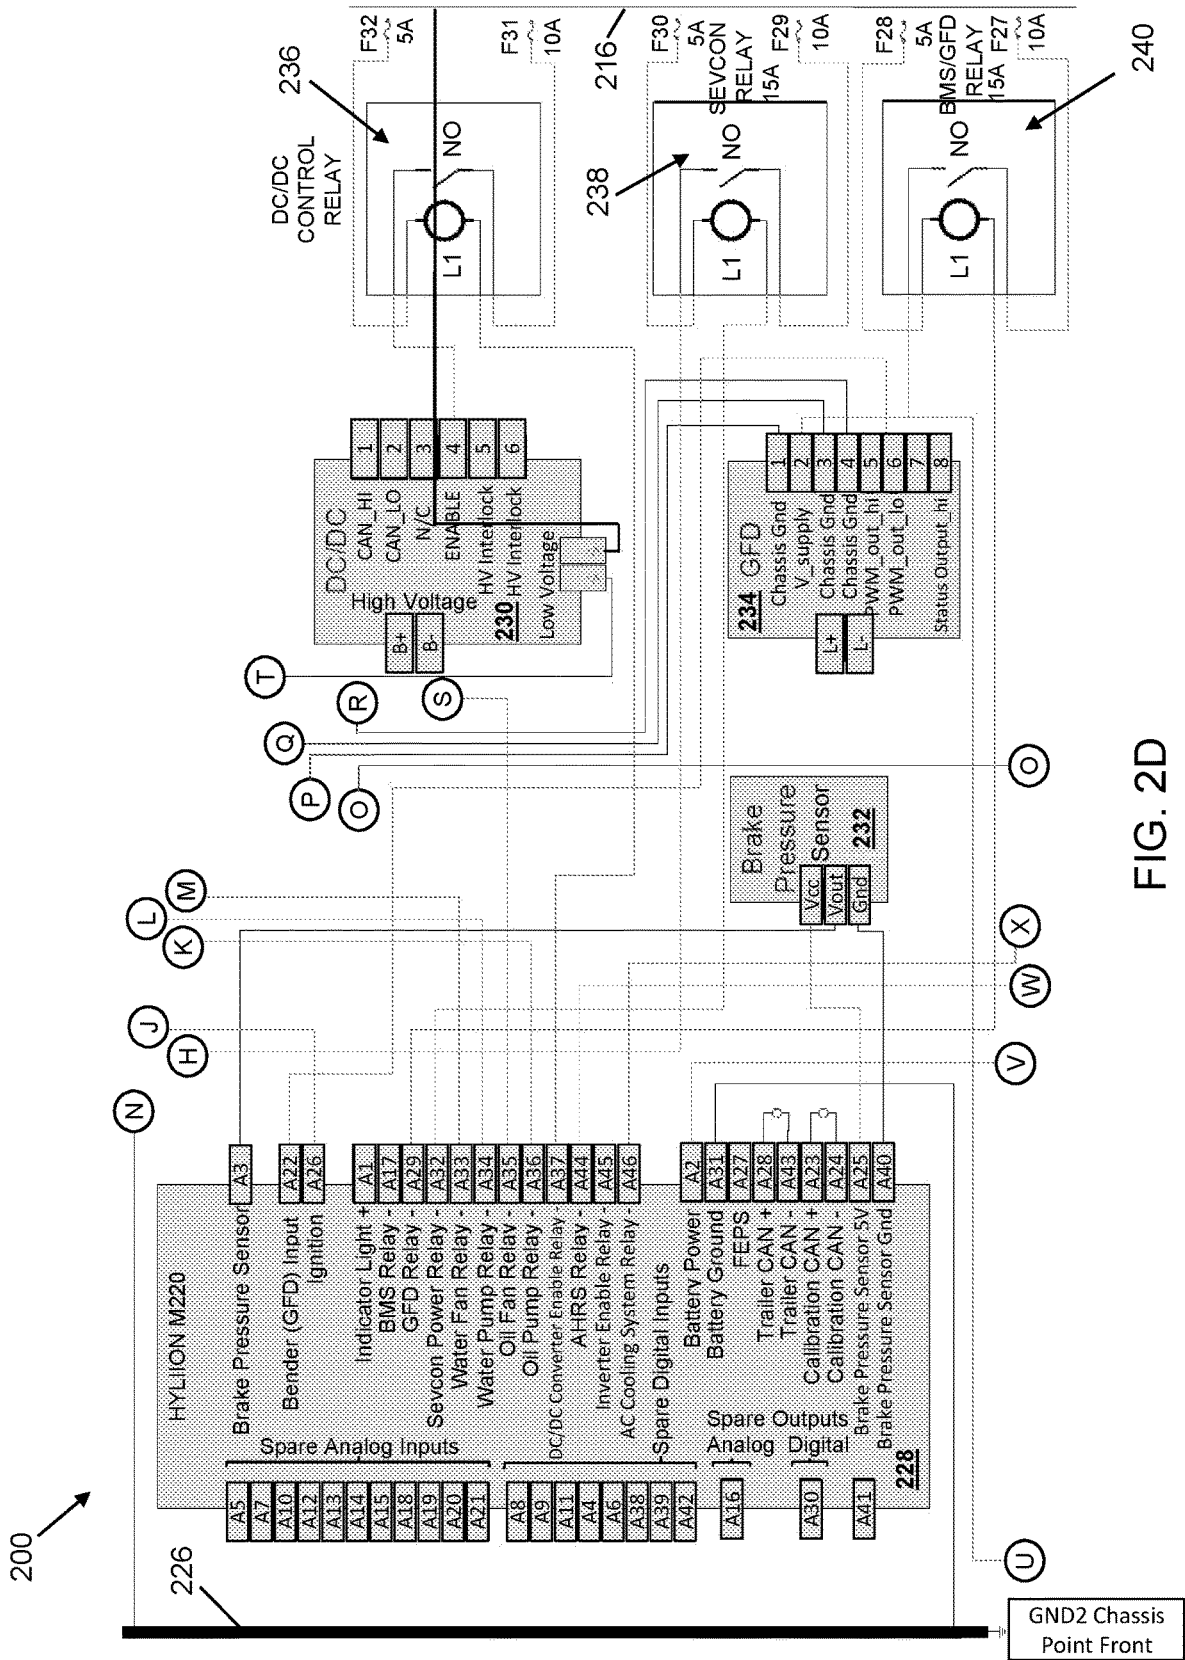 200
226
HYLIION M220
228
Brake Pressure Sensor
A3
Bender (GFD) Input
A22
Ignition
A26
Indicator Light +
A1
BMS Relay -
A17
GFD Relay -
A29
Sevcon Power Relay -
A32
Water Fan Relay -
A33
Water Pump Relay -
A34
Oil Fan Relay -
A35
Oil Pump Relay -
A36
DC/DC Converter Enable Relay -
A37
AHRS Relay -
A44
Inverter Enable Relay -
A45
AC Cooling System Relay -
A46
Battery Power
A2
Battery Ground
A31
FEPS
A27
Trailer CAN +
A28
Trailer CAN -
A43
Calibration CAN +
A23
Calibration CAN -
A24
Brake Pressure Sensor 5V
A25
Brake Pressure Sensor Gnd
A40
Spare Analog Inputs
A5
A7
A10
A12
A13
A14
A15
A18
A19
A20
A21
Spare Digital Inputs
A8
A9
A11
A4
A6
A38
A39
A42
Spare Outputs
Analog
Digital
A16
A30
A41
N
J
H
L
K
M
P
Q
O
R
S
T
O
X
W
V
U
Brake
Pressure
Sensor
232
Vcc
Vout
Gnd
DC/DC
230
High Voltage
B+
B-
CAN_HI
1
CAN_LO
2
N/C
3
ENABLE
4
HV Interlock
5
HV Interlock
6
Low Voltage
234 GFD
L+
L-
Chassis Gnd
1
V_supply
2
Chassis Gnd
3
Chassis Gnd
4
PWM_out_hi
5
PWM_out_lo
6
7
Status Output_hi
8
236
DC/DC
CONTROL
RELAY
L1
NO
F32
5A
F31
10A
216
238
SEVCON
RELAY
15A
L1
NO
F30
5A
F29
10A
240
BMS/GFD
RELAY
15A
L1
NO
F28
5A
F27
10A
GND2 Chassis
Point Front
FIG. 2D